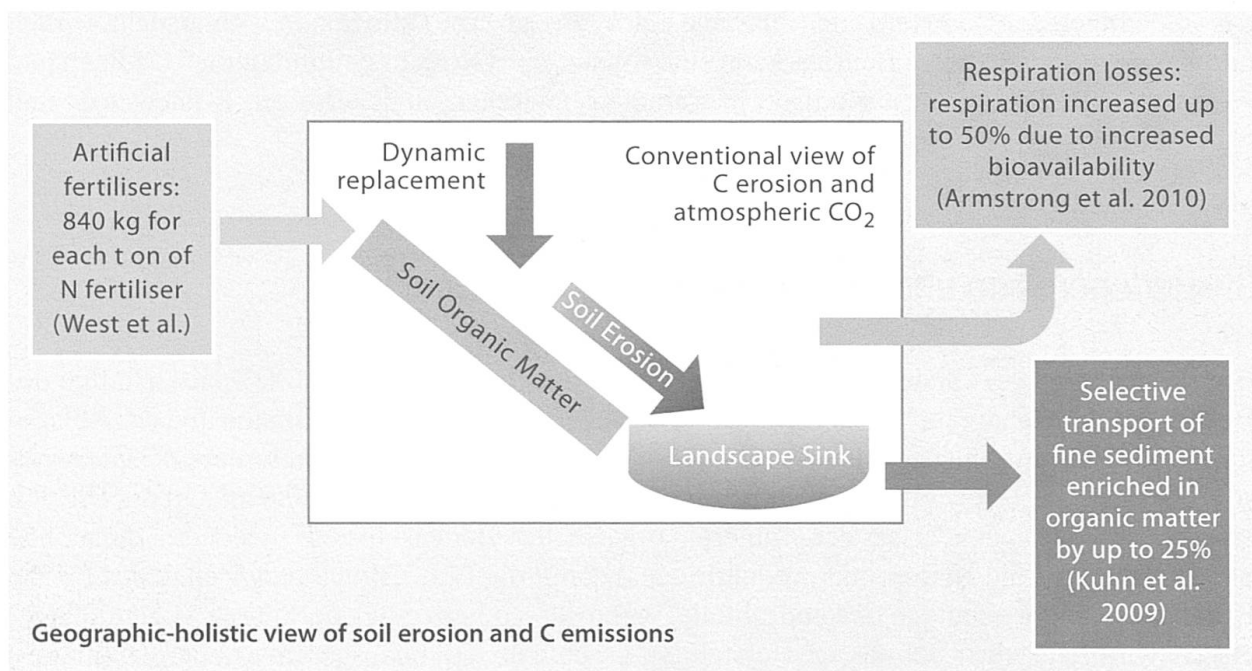 Artificial
fertilisers:
840 kg for
each t on of
N fertiliser
(West et al.)
Dynamic
replacement
Conventional view of
C erosion and
atmospheric CO₂
Soil Organic Matter
Soil Erosion
Landscape Sink
Respiration losses:
respiration increased up
to 50% due to increased
bioavailability
(Armstrong et al. 2010)
Selective
transport of
fine sediment
enriched in
organic matter
by up to 25%
(Kuhn et al.
2009)
Geographic-holistic view of soil erosion and C emissions